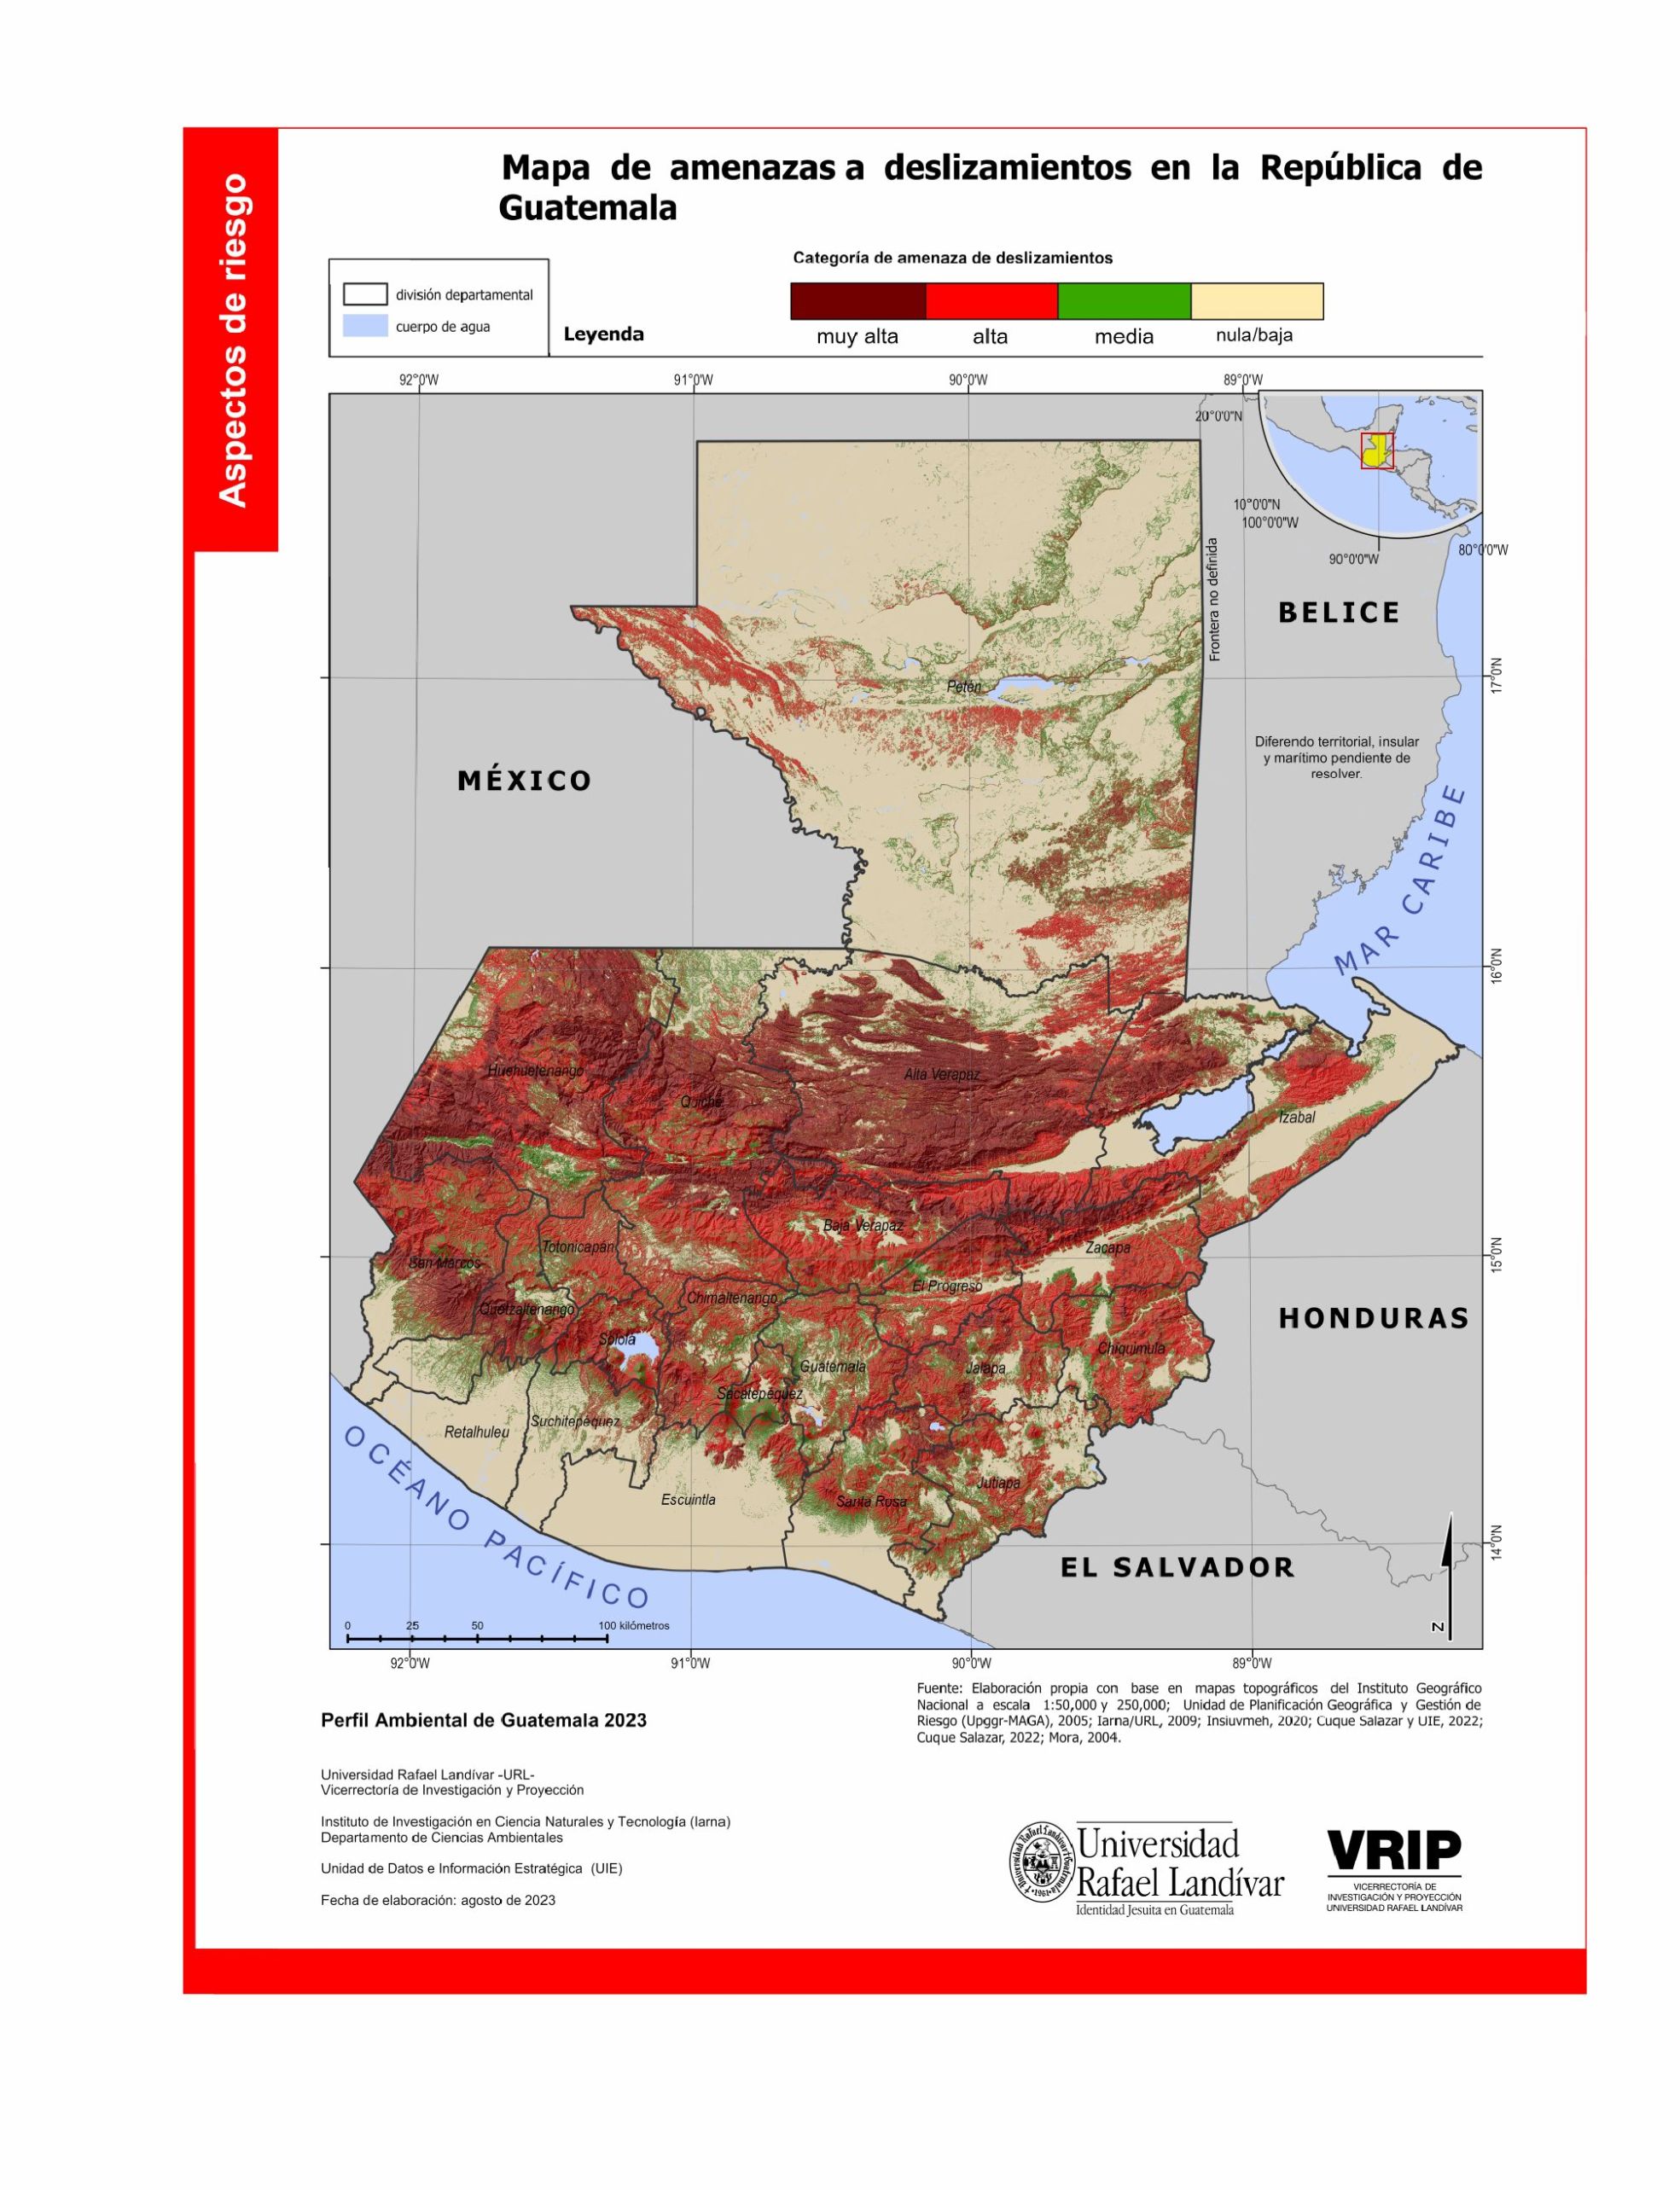 Aspectos de riesgo
Mapa de amenazas a deslizamientos en la República de
Guatemala
división departamental
cuerpo de agua
Leyenda
Categoría de amenaza de deslizamientos
muy alta
alta
media
nula/baja
92°0'W
91°0'W
90°0'W
89°0'W
20°0'0"N
10°0'0"N
100°0'0"W
90°0'0"W
80°0'0"W
Frontera no definida
BELICE
17°0'N
Petén
Diferendo territorial, insular
y marítimo pendiente de
resolver.
MÉXICO
MAR CARIBE
16°0'N
Huehuetenango
Quiché
Alta Verapaz
Izabal
Baja Verapaz
Totonicapán
Zacapa
15°0'N
San Marcos
El Progreso
Chimaltenango
Quetzaltenango
HONDURAS
Sololá
Chiquimula
Guatemala
Jalapa
Sacatepéquez
Suchitepéquez
Retalhuleu
Jutiapa
Escuintla
Santa Rosa
14°0'N
OCÉANO PACÍFICO
EL SALVADOR
0 25 50 100 kilómetros
N
92°0'W
91°0'W
90°0'W
89°0'W
Fuente: Elaboración propia con base en mapas topográficos del Instituto Geográfico
Nacional a escala 1:50,000 y 250,000; Unidad de Planificación Geográfica y Gestión de
Riesgo (Upggr-MAGA), 2005; Iarna/URL, 2009; Insiuvmeh, 2020; Cuque Salazar y UIE, 2022;
Cuque Salazar, 2022; Mora, 2004.
Perfil Ambiental de Guatemala 2023
Universidad Rafael Landívar -URL-
Vicerrectoría de Investigación y Proyección
Instituto de Investigación en Ciencia Naturales y Tecnología (Iarna)
Departamento de Ciencias Ambientales
Unidad de Datos e Información Estratégica (UIE)
Fecha de elaboración: agosto de 2023
Universidad
Rafael Landívar
Identidad Jesuita en Guatemala
VRIP
VICERRECTORÍA DE
INVESTIGACIÓN Y PROYECCIÓN
UNIVERSIDAD RAFAEL LANDÍVAR